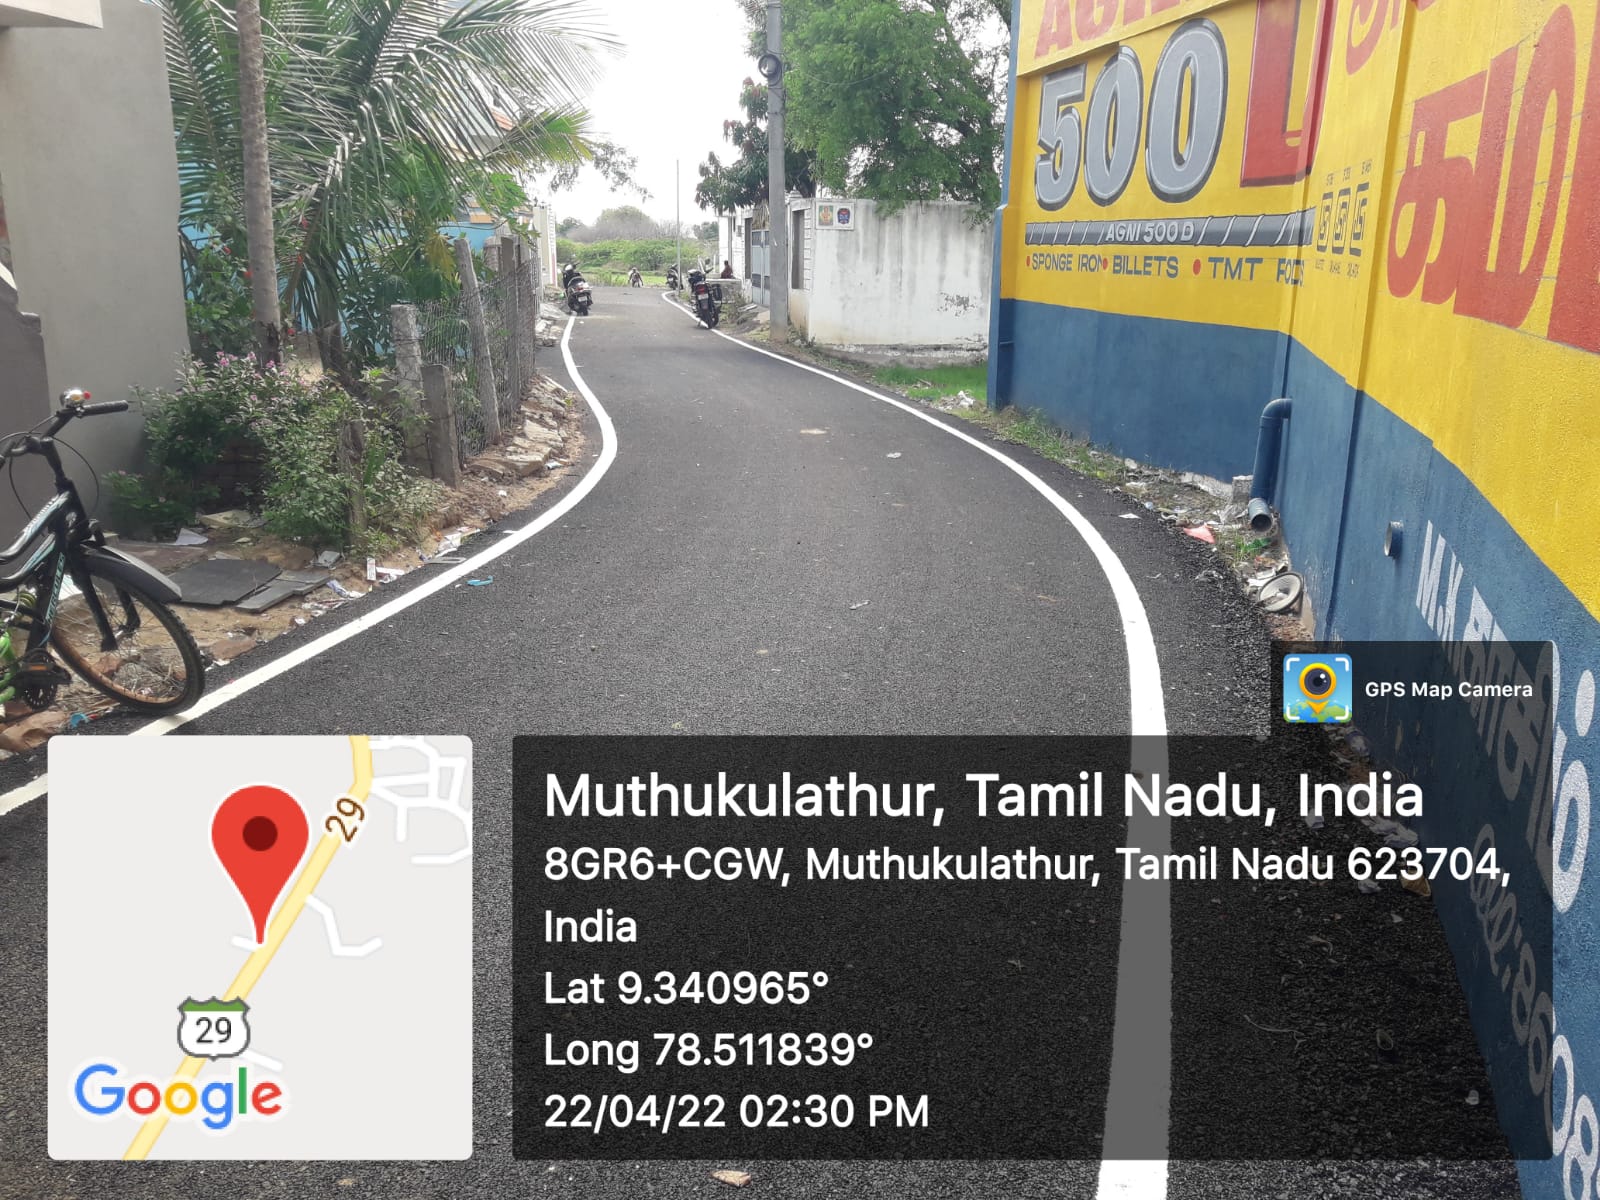 500
AGNI 500 D
SPONGE IRON • BILLETS • TMT
GPS Map Camera
29
29
Google
Muthukulathur, Tamil Nadu, India
8GR6+CGW, Muthukulathur, Tamil Nadu 623704,
India
Lat 9.340965°
Long 78.511839°
22/04/22 02:30 PM